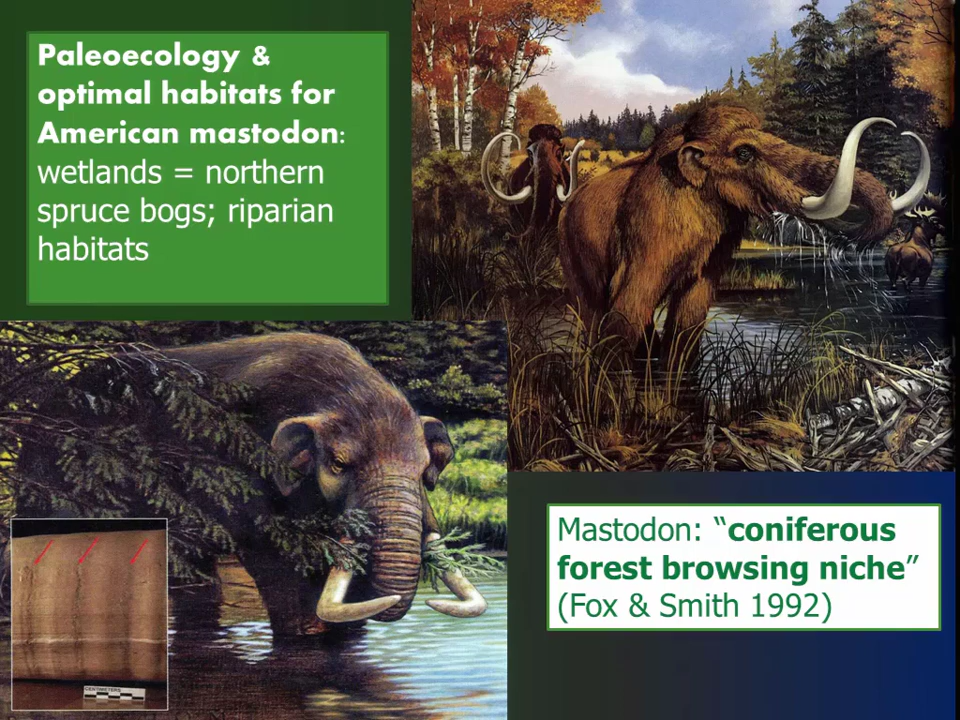 Paleoecology &
optimal habitats for
American mastodon:
wetlands = northern
spruce bogs; riparian
habitats
CENTIMETERS
Mastodon: “coniferous
forest browsing niche”
(Fox & Smith 1992)